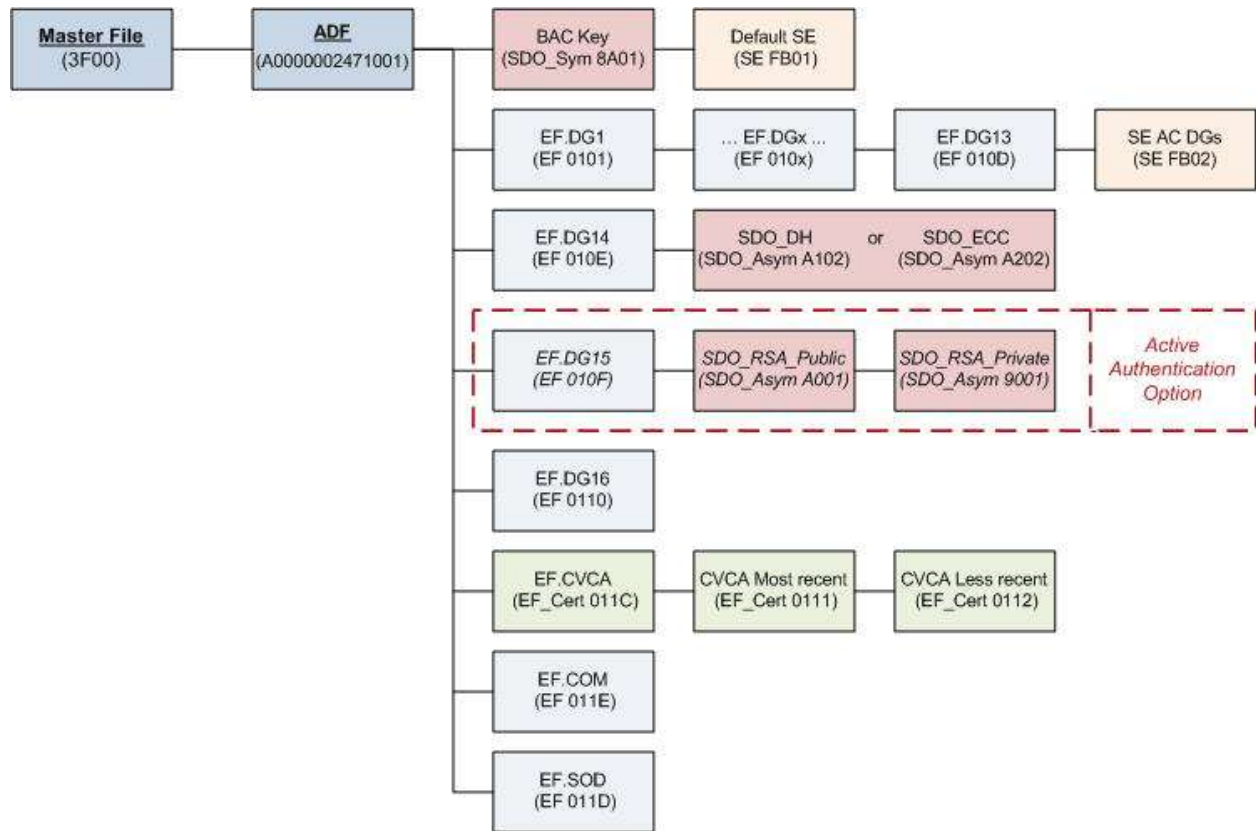 Master File
(3F00)
ADF
(A0000002471001)
BAC Key
(SDO_Sym 8A01)
Default SE
(SE FB01)
EF.DG1
(EF 0101)
... EF.DGx ...
(EF 010x)
EF.DG13
(EF 010D)
SE AC DGs
(SE FB02)
EF.DG14
(EF 010E)
SDO_DH or SDO_ECC
(SDO_Asym A102) (SDO_Asym A202)
EF.DG15
(EF 010F)
SDO_RSA_Public
(SDO_Asym A001)
SDO_RSA_Private
(SDO_Asym 9001)
Active
Authentication
Option
EF.DG16
(EF 0110)
EF.CVCA
(EF_Cert 011C)
CVCA Most recent
(EF_Cert 0111)
CVCA Less recent
(EF_Cert 0112)
EF.COM
(EF 011E)
EF.SOD
(EF 011D)